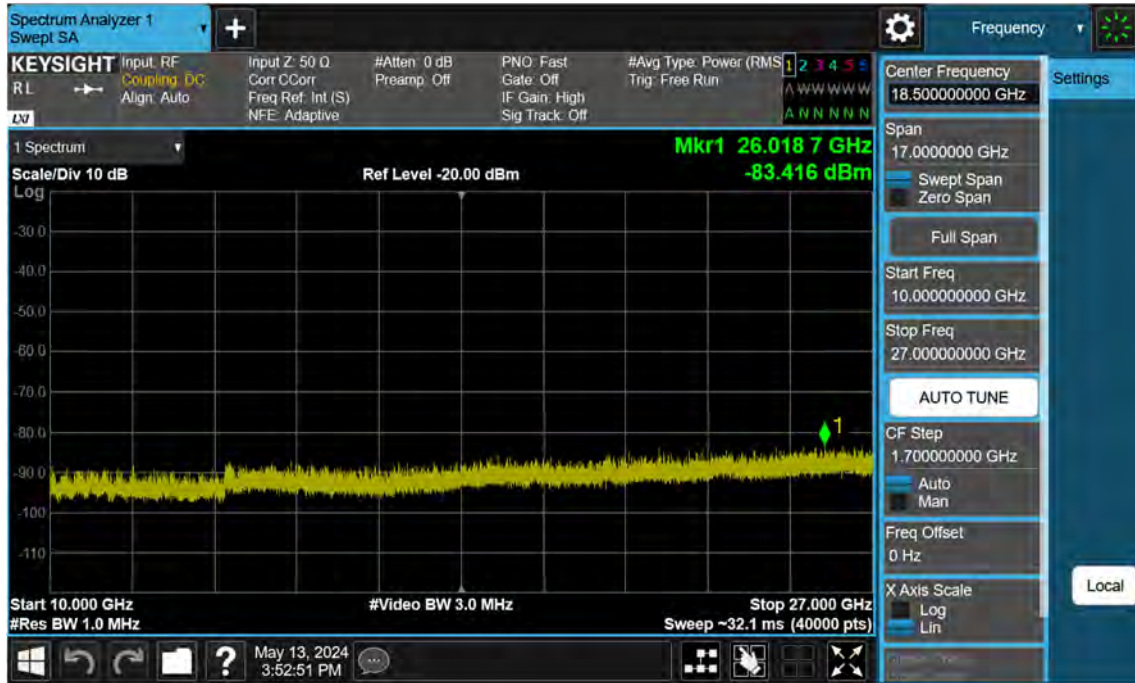 Spectrum Analyzer 1
Swept SA
Frequency
KEYSIGHT
RL
LXI
Input: RF
Coupling: DC
Align: Auto
Input Z: 50 Ω
Corr CCorr
Freq Ref: Int (S)
NFE: Adaptive
#Atten: 0 dB
Preamp: Off
PNO: Fast
Gate: Off
IF Gain: High
Sig Track: Off
#Avg Type: Power (RMS
Trig: Free Run
1 2 3 4 5 6
A W W W W W
A N N N N N
1 Spectrum
Mkr1 26.018 7 GHz
-83.416 dBm
Scale/Div 10 dB
Ref Level -20.00 dBm
Log
-30.0
-40.0
-50.0
-60.0
-70.0
-80.0
-90.0
-100
-110
1
Start 10.000 GHz
#Video BW 3.0 MHz
Stop 27.000 GHz
#Res BW 1.0 MHz
Sweep ~32.1 ms (40000 pts)
May 13, 2024
3:52:51 PM
Center Frequency
18.500000000 GHz
Settings
Span
17.0000000 GHz
Swept Span
Zero Span
Full Span
Start Freq
10.000000000 GHz
Stop Freq
27.000000000 GHz
AUTO TUNE
CF Step
1.700000000 GHz
Auto
Man
Freq Offset
0 Hz
X Axis Scale
Log
Lin
Local